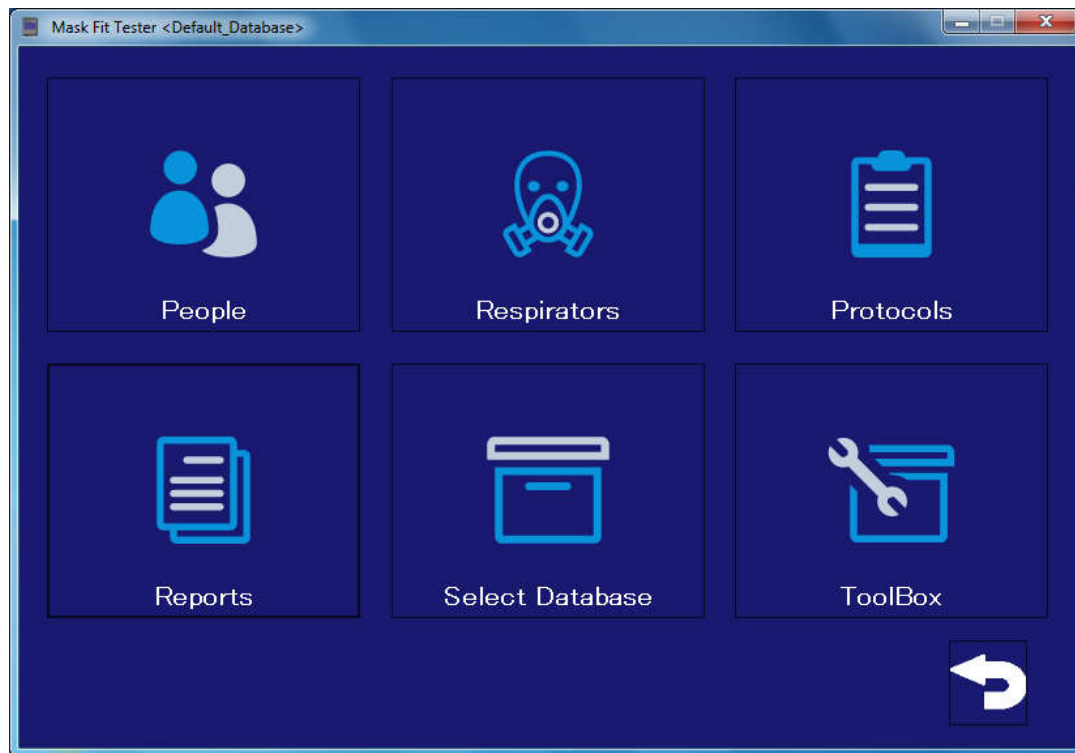 Mask Fit Tester <Default_Database>
People
Respirators
Protocols
Reports
Select Database
ToolBox